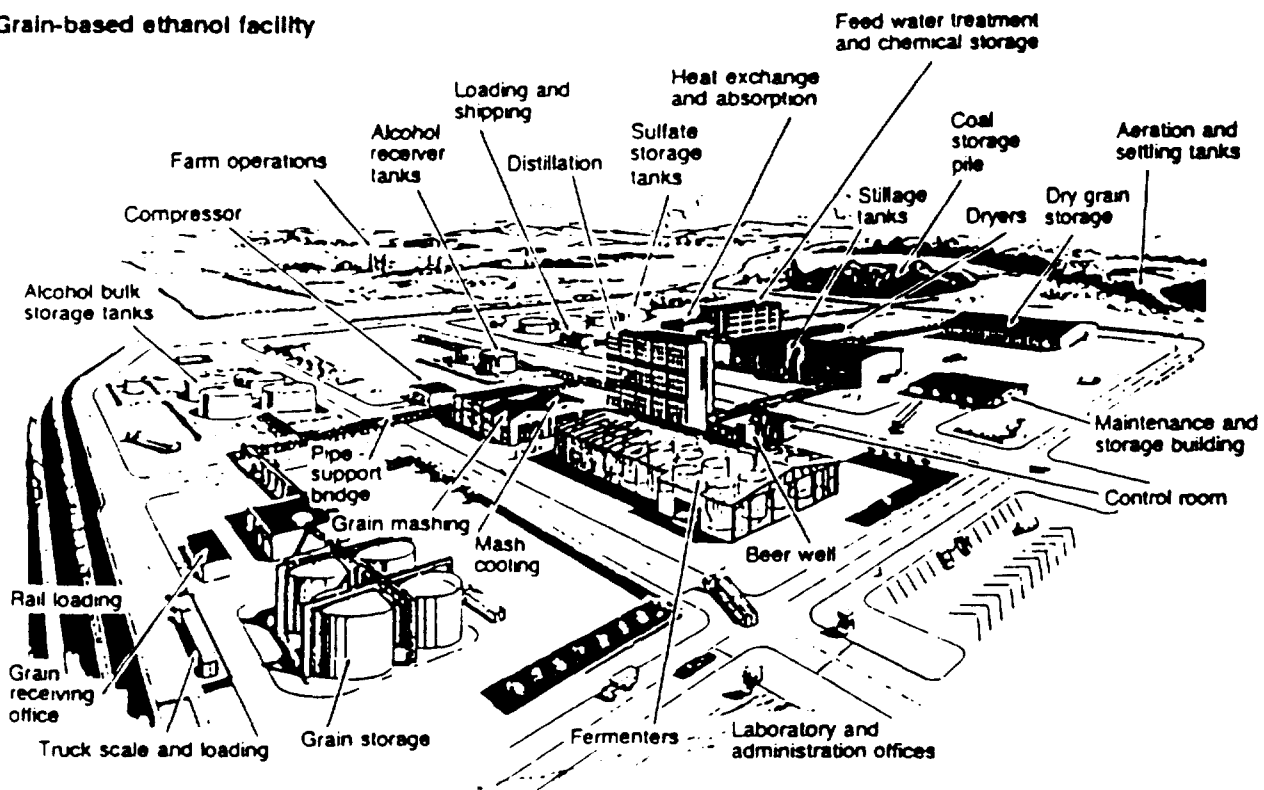 Grain-based ethanol facility
Feed water treatment
and chemical storage
Heat exchange
and absorption
Loading and
shipping
Coal
storage
pile
Aeration and
settling tanks
Alcohol
receiver
tanks
Sulfate
storage
tanks
Farm operations
Distillation
Stillage
tanks
Dryers
Dry grain
storage
Compressor
Alcohol bulk
storage tanks
Maintenance and
storage building
Pipe
support
bridge
Control room
Grain mashing
Mash
cooling
Beer well
Rail loading
Grain
receiving
office
Truck scale and loading
Grain storage
Fermenters
Laboratory and
administration offices